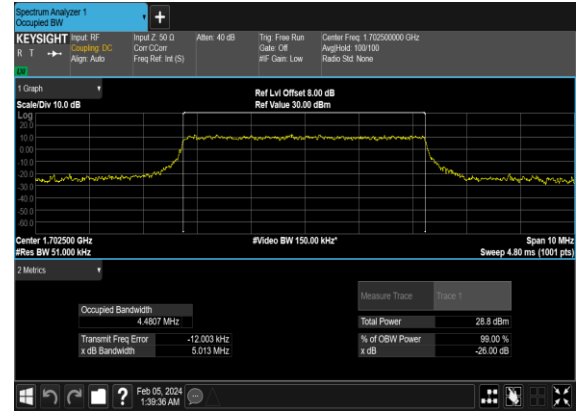 Spectrum Analyzer 1
Occupied BW
+
KEYSIGHT Input: RF Input Z: 50 Ω Atten: 40 dB Trig: Free Run Center Freq: 1.702500000 GHz
R T Coupling: DC Corr CCorr Gate: Off Avg|Hold: 100/100
Align: Auto Freq Ref: Int (S) #IF Gain: Low Radio Std: None
LV
1 Graph
Ref Lvl Offset 8.00 dB
Scale/Div 10.0 dB Ref Value 30.00 dBm
Log
20.0
10.0
0.00
-10.0
-20.0
-30.0
-40.0
-50.0
-60.0
Center 1.702500 GHz #Video BW 150.00 kHz* Span 10 MHz
#Res BW 51.000 kHz Sweep 4.80 ms (1001 pts)
2 Metrics
Measure Trace Trace 1
Occupied Bandwidth
4.4807 MHz Total Power 28.8 dBm
Transmit Freq Error -12.003 kHz % of OBW Power 99.00 %
x dB Bandwidth 5.013 MHz x dB -26.00 dB
? Feb 05, 2024
1:39:36 AM